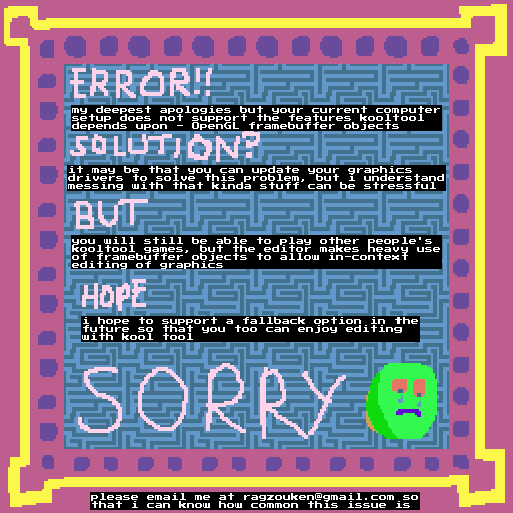 ERROR!!
my deepest apologies but your current computer
setup does not support the features kooltool
depends upon - OpenGL framebuffer objects
SOLUTION?
it may be that you can update your graphics
drivers to solve this problem, but i understand
messing with that kinda stuff can be stressful
BUT
you will still be able to play other people's
kooltool games, but the editor makes heavy use
of framebuffer objects to allow in-context
editing of graphics
HOPE
i hope to support a fallback option in the
future so that you too can enjoy editing
with kool tool
SORRY
please email me at ragzouken@gmail.com so
that i can know how common this issue is